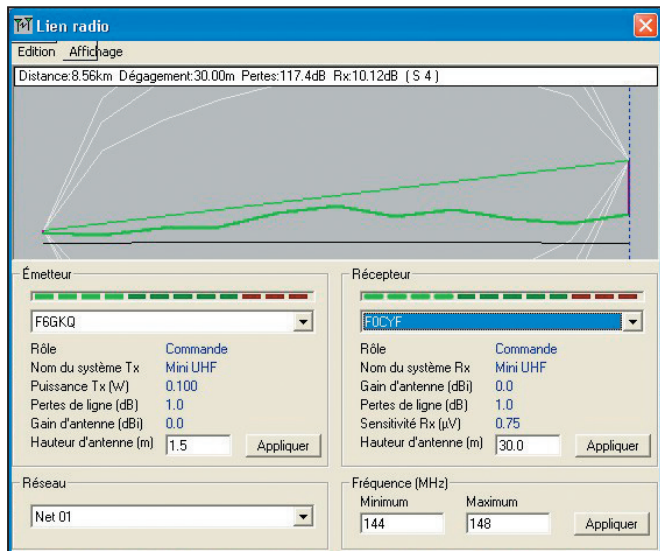 Lien radio
Edition Affichage
Distance:8.56km Dégagement:30.00m Pertes:117.4dB Rx:10.12dB (S 4)
Émetteur
F6GKQ
Rôle Commande
Nom du système Tx Mini UHF
Puissance Tx (W) 0.100
Pertes de ligne (dB) 1.0
Gain d'antenne (dBi) 0.0
Hauteur d'antenne (m) 1.5 Appliquer
Récepteur
F0CYF
Rôle Commande
Nom du système Rx Mini UHF
Gain d'antenne (dBi) 0.0
Pertes de ligne (dB) 1.0
Sensitivité Rx (µV) 0.75
Hauteur d'antenne (m) 30.0 Appliquer
Réseau
Net 01
Fréquence (MHz)
Minimum Maximum
144 148 Appliquer